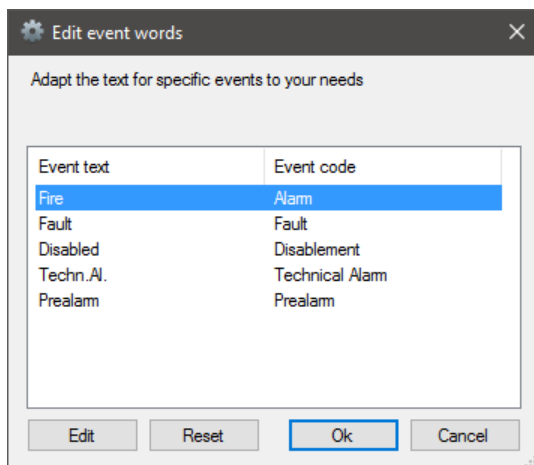 Edit event words
Adapt the text for specific events to your needs
Event text Event code
Fire Alarm
Fault Fault
Disabled Disablement
Techn.Al. Technical Alarm
Prealarm Prealarm
Edit Reset Ok Cancel